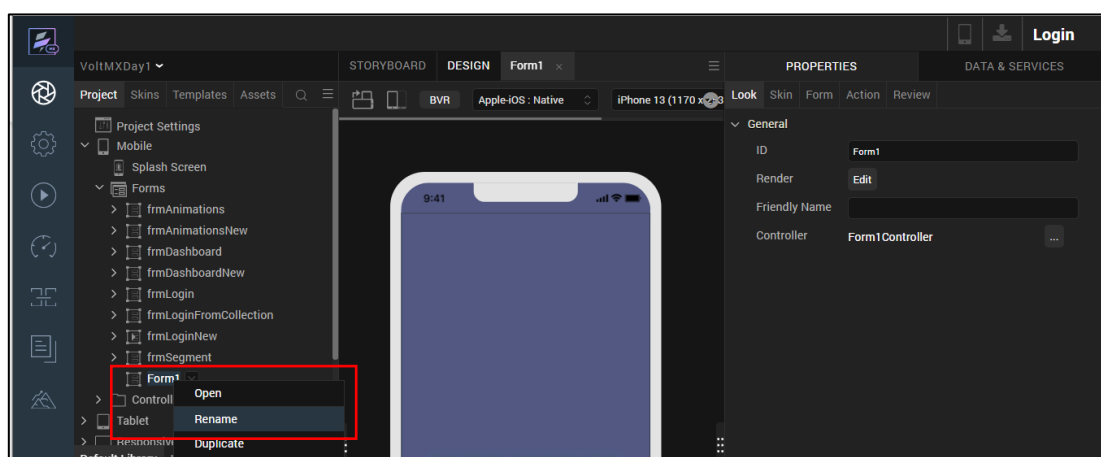 Login
VoltMXDay1
STORYBOARD DESIGN Form1 ×
PROPERTIES DATA & SERVICES
Project Skins Templates Assets
BVR Apple-iOS : Native iPhone 13 (1170 x
Look Skin Form Action Review
Project Settings
Mobile
Splash Screen
Forms
frmAnimations
frmAnimationsNew
frmDashboard
frmDashboardNew
frmLogin
frmLoginFromCollection
frmLoginNew
frmSegment
Form1
Controll
Tablet
Responsive
Open
Rename
Duplicate
9:41
General
ID Form1
Render Edit
Friendly Name
Controller Form1Controller ...